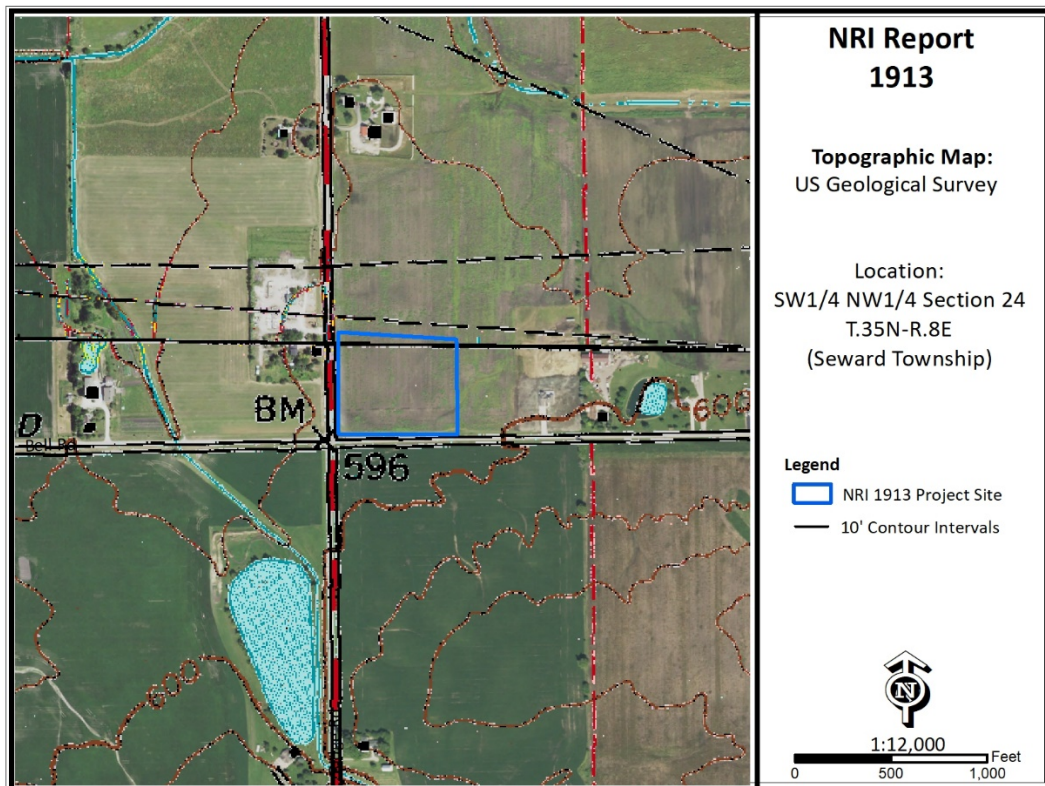 NRI Report
1913
Topographic Map:
US Geological Survey
Location:
SW1/4 NW1/4 Section 24
T.35N-R.8E
(Seward Township)
Legend
NRI 1913 Project Site
10' Contour Intervals
N
1:12,000
Feet
0 500 1,000
BM
596
D
Bell Rd
600
600